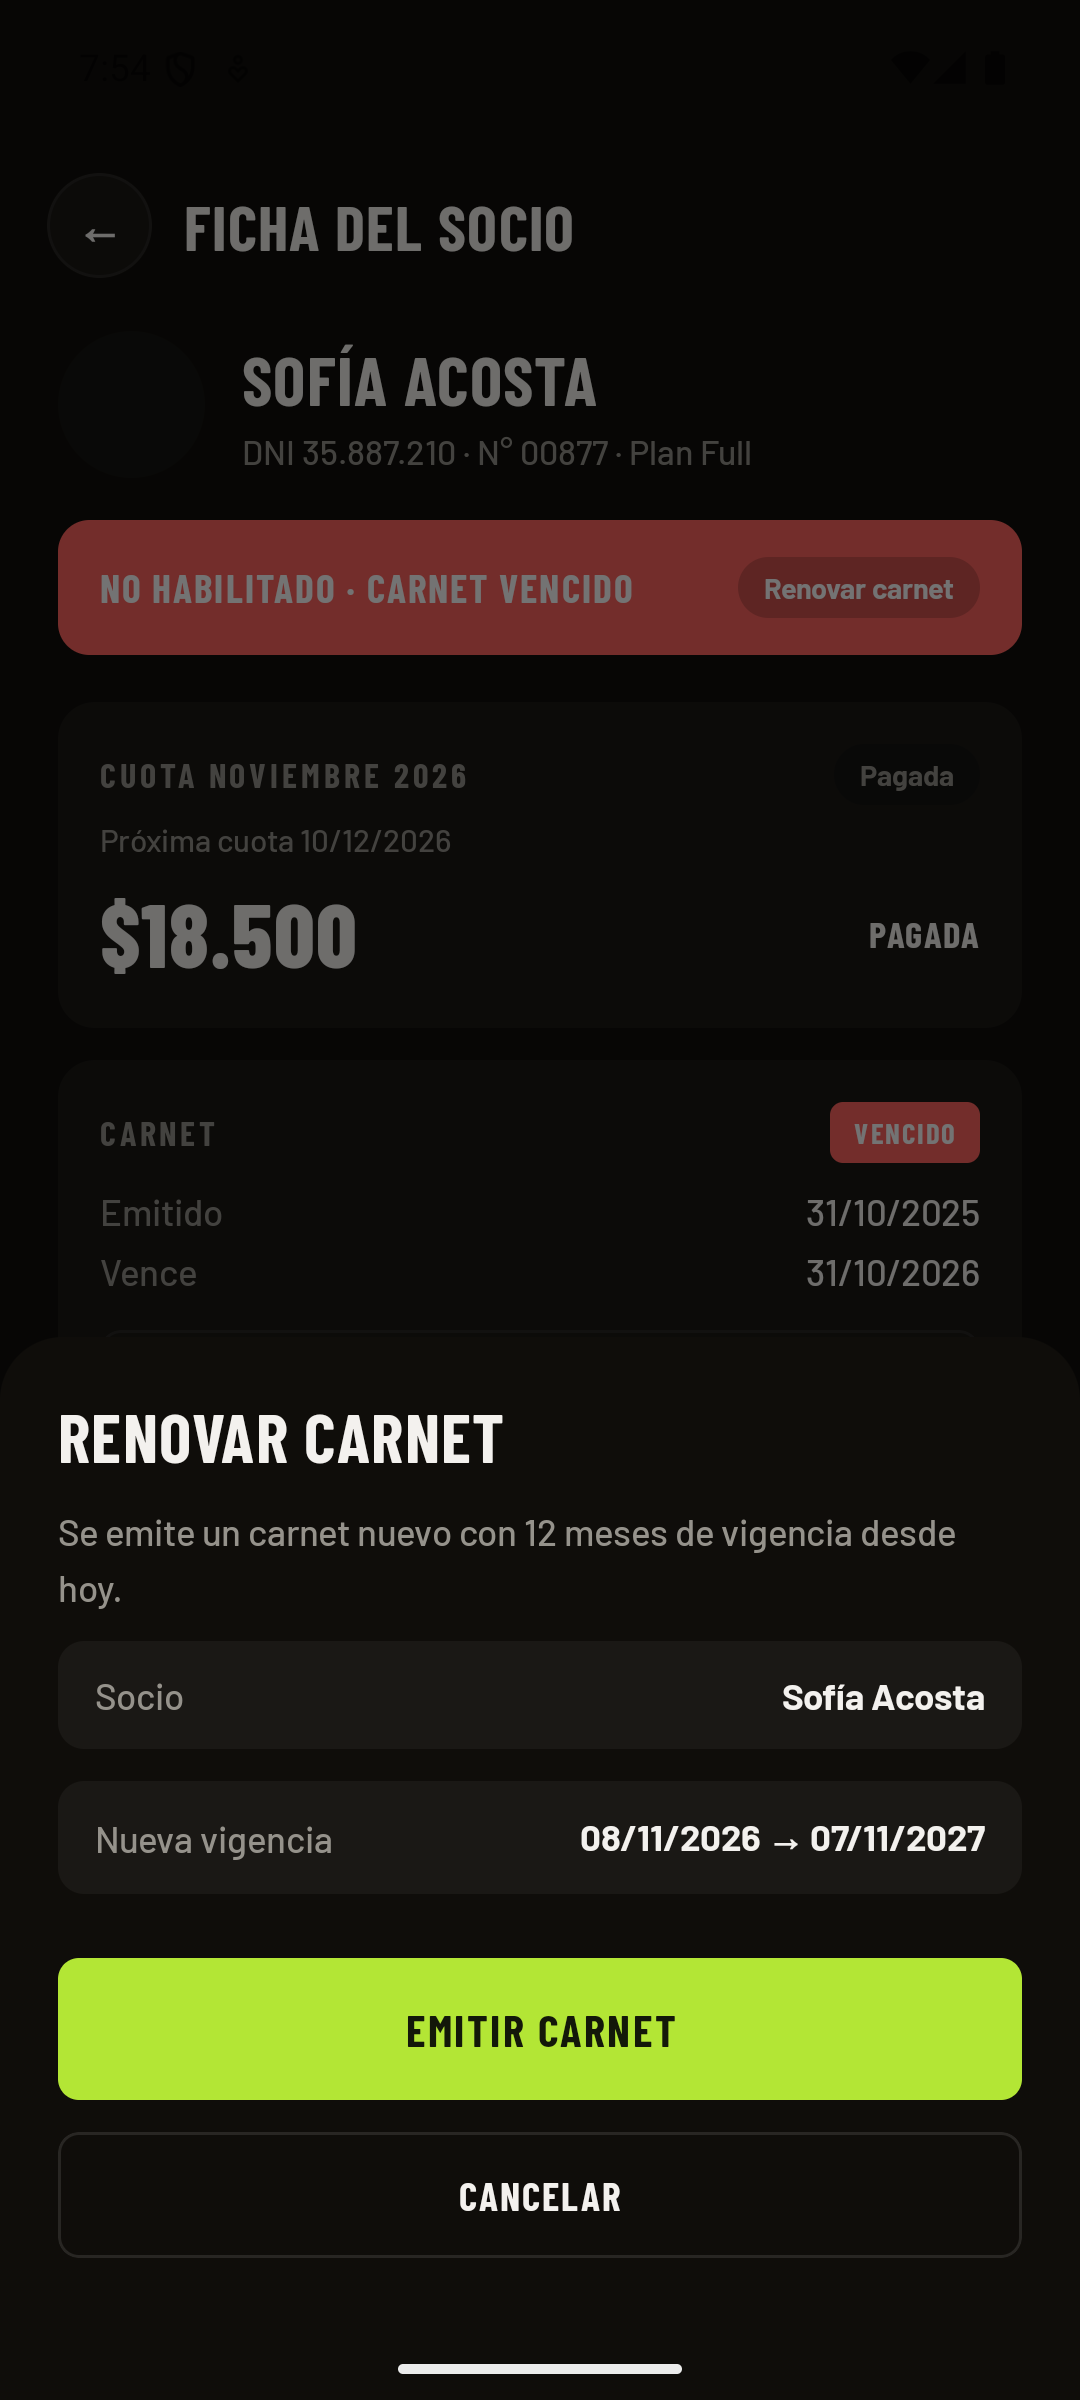 7:54
← FICHA DEL SOCIO
SOFÍA ACOSTA
DNI 35.887.210 · N° 00877 · Plan Full
NO HABILITADO · CARNET VENCIDO Renovar carnet
CUOTA NOVIEMBRE 2026 Pagada
Próxima cuota 10/12/2026
$18.500 PAGADA
CARNET VENCIDO
Emitido 31/10/2025
Vence 31/10/2026
RENOVAR CARNET
Se emite un carnet nuevo con 12 meses de vigencia desde
hoy.
Socio Sofía Acosta
Nueva vigencia 08/11/2026 → 07/11/2027
EMITIR CARNET
CANCELAR